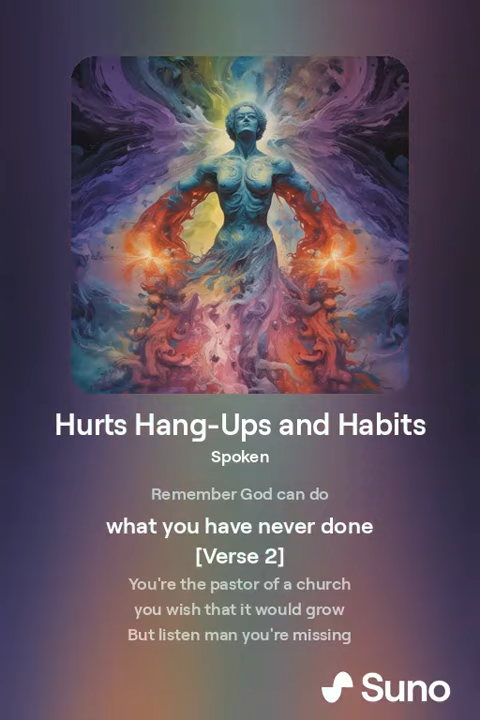 Hurts Hang-Ups and Habits
Spoken
Remember God can do
what you have never done
[Verse 2]
You're the pastor of a church
you wish that it would grow
But listen man you're missing
Suno